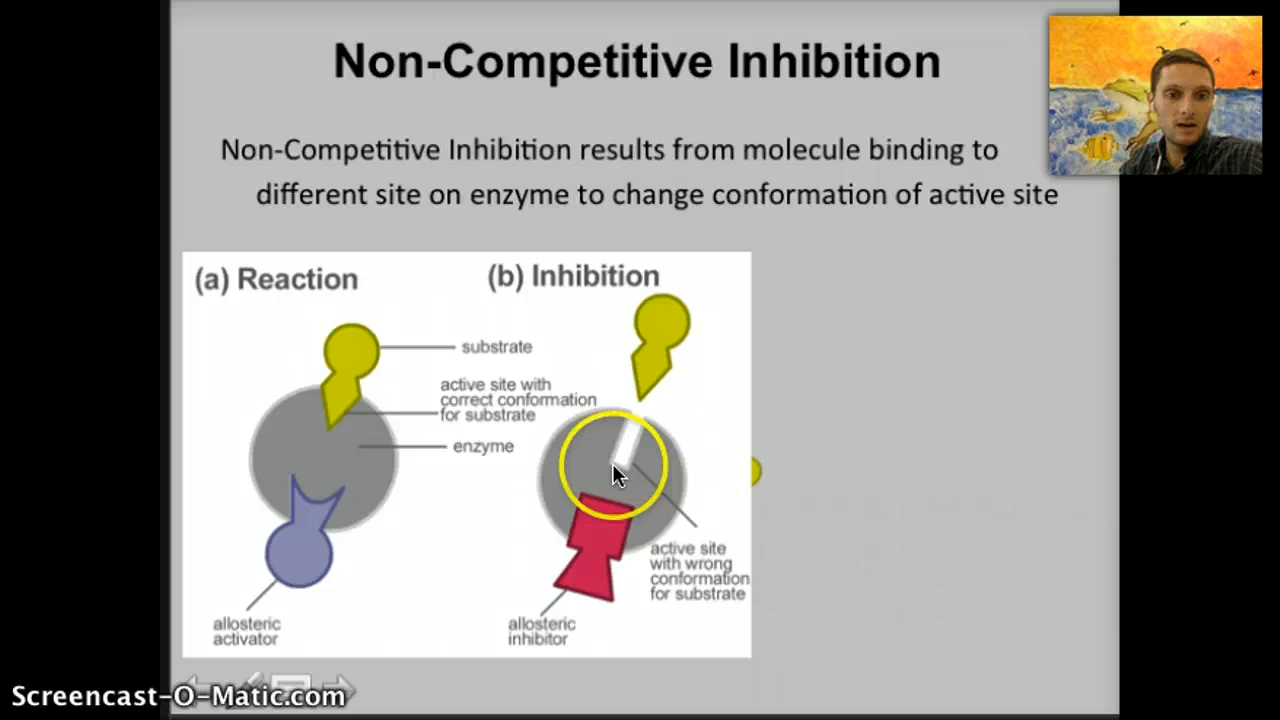 Non-Competitive Inhibition
Non-Competitive Inhibition results from molecule binding to
different site on enzyme to change conformation of active site
(a) Reaction
(b) Inhibition
substrate
active site with
correct conformation
for substrate
enzyme
allosteric
activator
active site
with wrong
conformation
for substrate
allosteric
inhibitor
Screencast-O-Matic.com